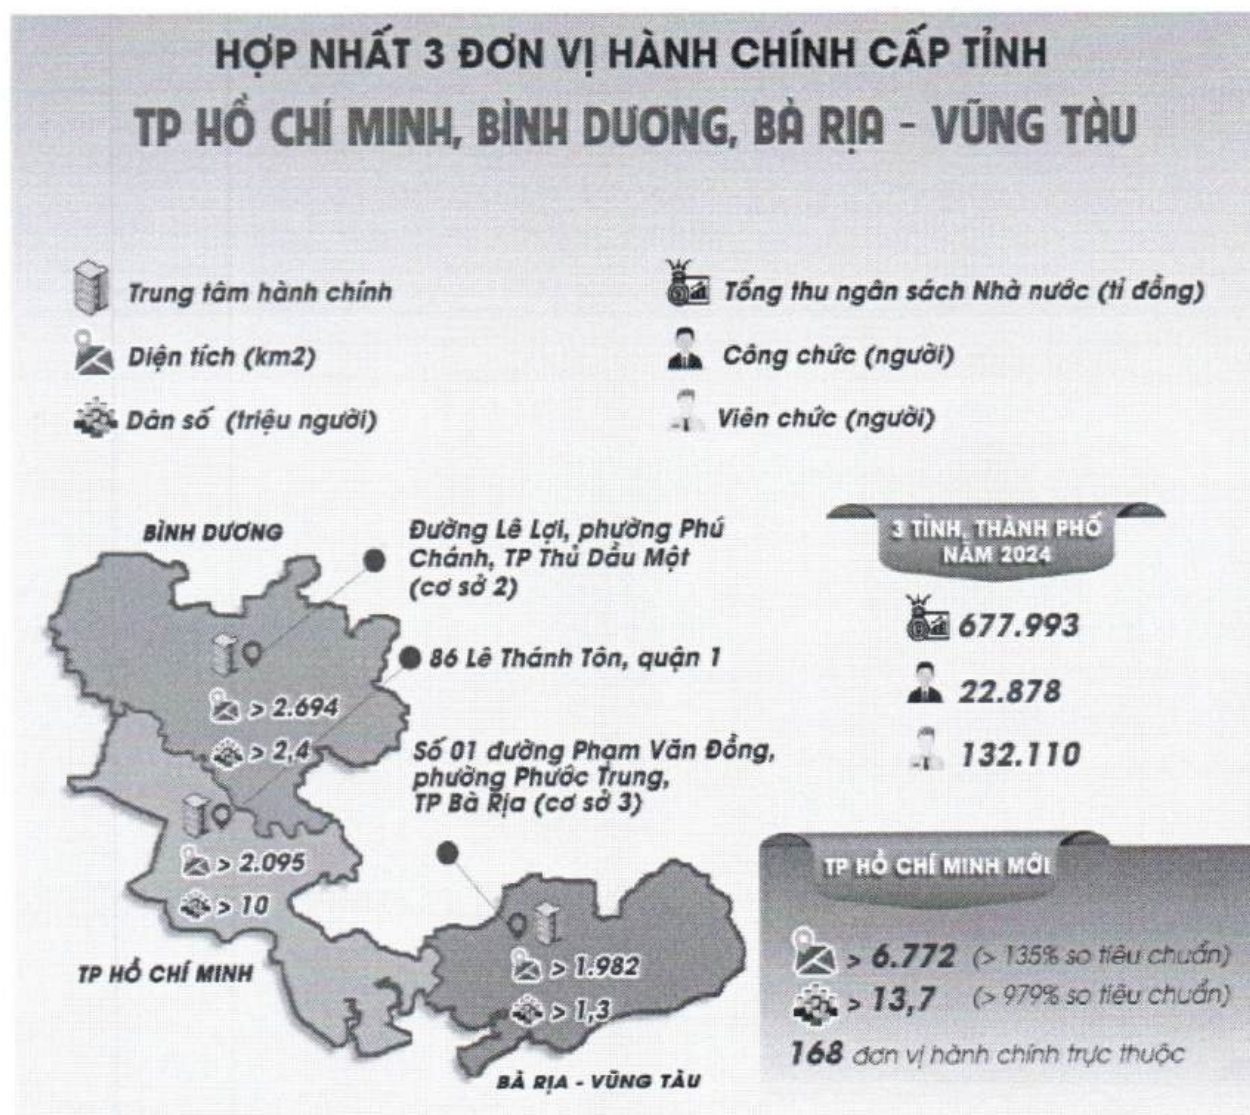 HỢP NHẤT 3 ĐƠN VỊ HÀNH CHÍNH CẤP TỈNH
TP HỒ CHÍ MINH, BÌNH DƯƠNG, BÀ RỊA - VŨNG TÀU
Trung tâm hành chính
Diện tích (km2)
Dân số (triệu người)
Tổng thu ngân sách Nhà nước (tỉ đồng)
Công chức (người)
Viên chức (người)
BÌNH DƯƠNG
Đường Lê Lợi, phường Phú
Chánh, TP Thủ Dầu Một
(cơ sở 2)
> 2.694
> 2,4
86 Lê Thánh Tôn, quận 1
Số 01 đường Phạm Văn Đồng,
phường Phước Trung,
TP Bà Rịa (cơ sở 3)
> 2.095
> 10
TP HỒ CHÍ MINH
> 1.982
> 1,3
BÀ RỊA - VŨNG TÀU
3 TỈNH, THÀNH PHỐ
NĂM 2024
677.993
22.878
132.110
TP HỒ CHÍ MINH MỚI
> 6.772 (> 135% so tiêu chuẩn)
> 13,7 (> 979% so tiêu chuẩn)
168 đơn vị hành chính trực thuộc